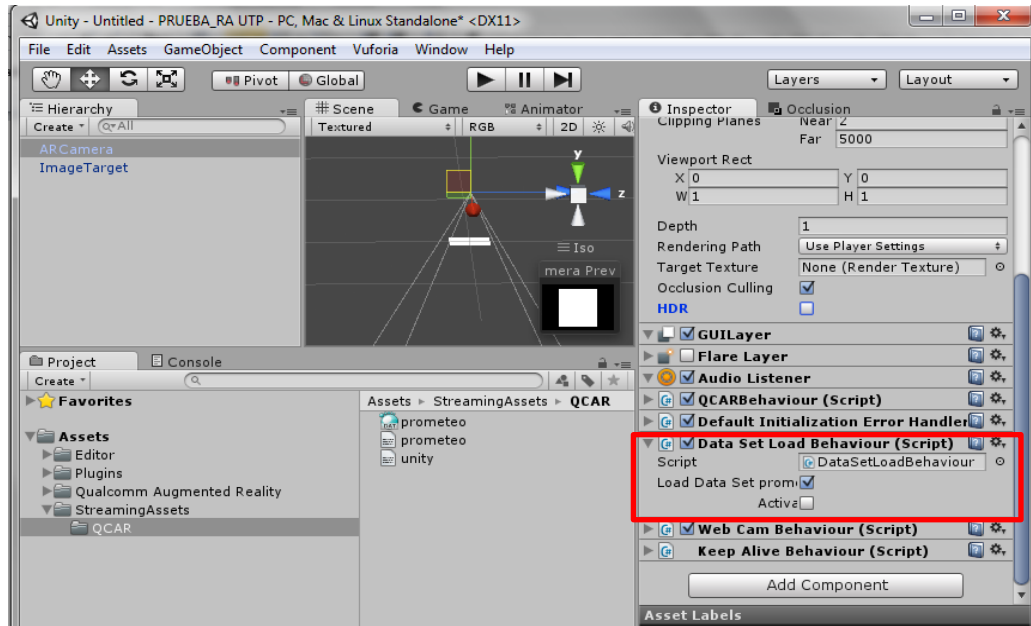 Unity - Untitled - PRUEBA_RA UTP - PC, Mac & Linux Standalone* <DX11>
File Edit Assets GameObject Component Vuforia Window Help
Pivot Global Layers Layout
Hierarchy
Create All
ARCamera
ImageTarget
Scene Game Animator
Textured RGB 2D
y
z
Iso
mera Prev
Inspector Occlusion
Clipping Planes Near 2
Far 5000
Viewport Rect
X 0 Y 0
W 1 H 1
Depth 1
Rendering Path Use Player Settings
Target Texture None (Render Texture)
Occlusion Culling
HDR
GUILayer
Flare Layer
Audio Listener
QCARBehaviour (Script)
Default Initialization Error Handler
Data Set Load Behaviour (Script)
Script DataSetLoadBehaviour
Load Data Set prom
Activa
Web Cam Behaviour (Script)
Keep Alive Behaviour (Script)
Add Component
Asset Labels
Project Console
Create
Favorites
Assets
Editor
Plugins
Qualcomm Augmented Reality
StreamingAssets
QCAR
Assets StreamingAssets QCAR
prometeo
prometeo
unity